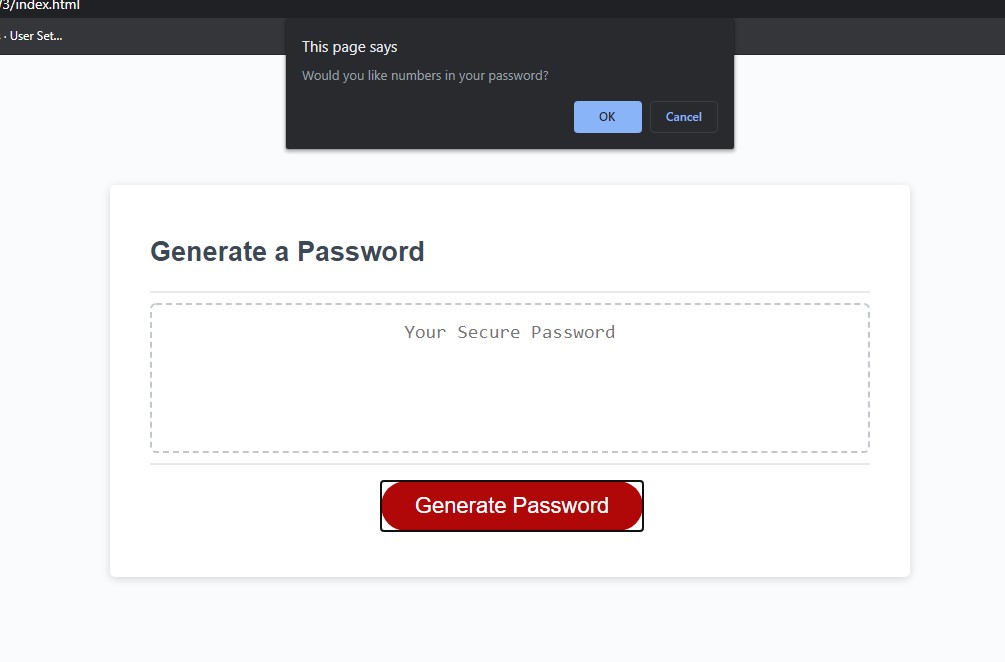 /3/index.html
· User Set...
This page says
Would you like numbers in your password?
OK
Cancel
Generate a Password
Your Secure Password
Generate Password